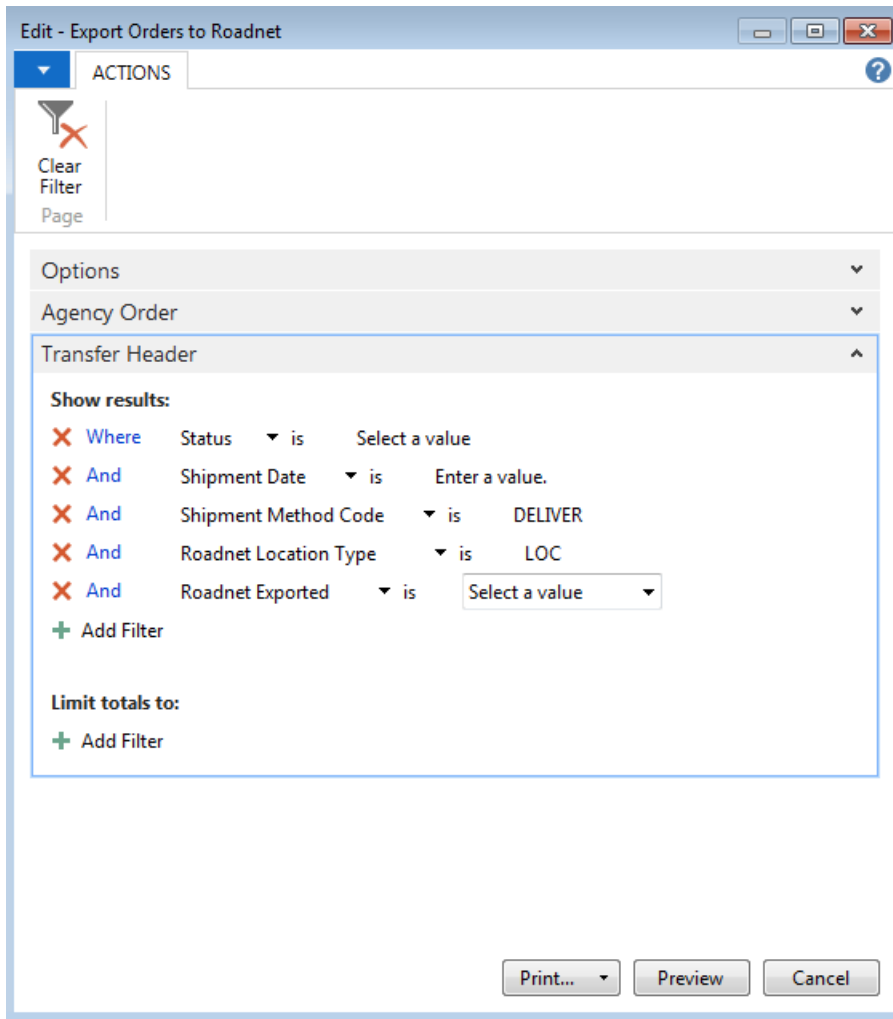 Edit - Export Orders to Roadnet
ACTIONS
Clear
Filter
Page
Options
Agency Order
Transfer Header
Show results:
Where Status is Select a value
And Shipment Date is Enter a value.
And Shipment Method Code is DELIVER
And Roadnet Location Type is LOC
And Roadnet Exported is Select a value
Add Filter
Limit totals to:
Add Filter
Print... Preview Cancel